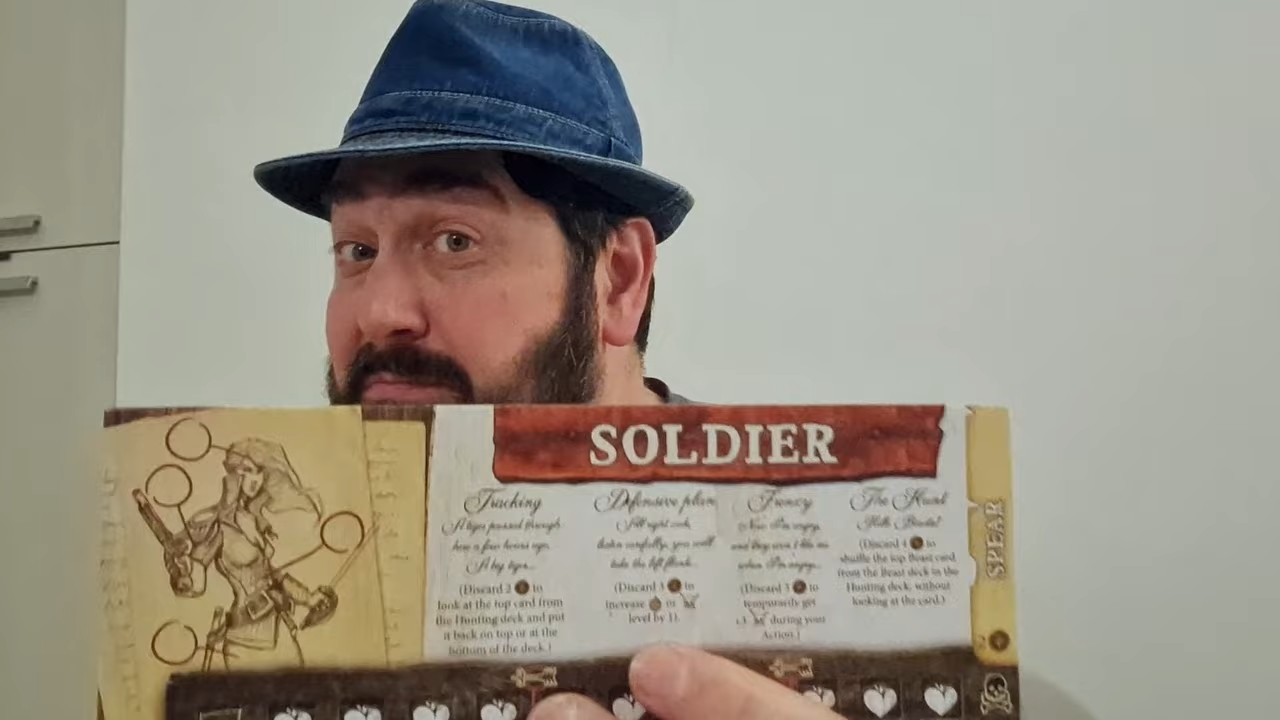 SOLDIER
Tracking
A tiger passed through
here a few hours ago.
A big tiger...
(Discard 2 to
look at the top card from
the Hunting deck and put
it back on top or at the
bottom of the deck.)
Defensive plan
All right
carefully, you will
take the left flank...
(Discard 3 to
increase or
level by 1).
Frenzy
Now I'm angry,
and they won't like me
when I'm angry...
(Discard 3 to
temporarily get
+3 during your
Action.)
The Hunt
Hello, Beasts!
(Discard 4 to
shuffle the top Beast card
from the Beast deck in the
Hunting deck, without
looking at the card.)
SPEAR
2